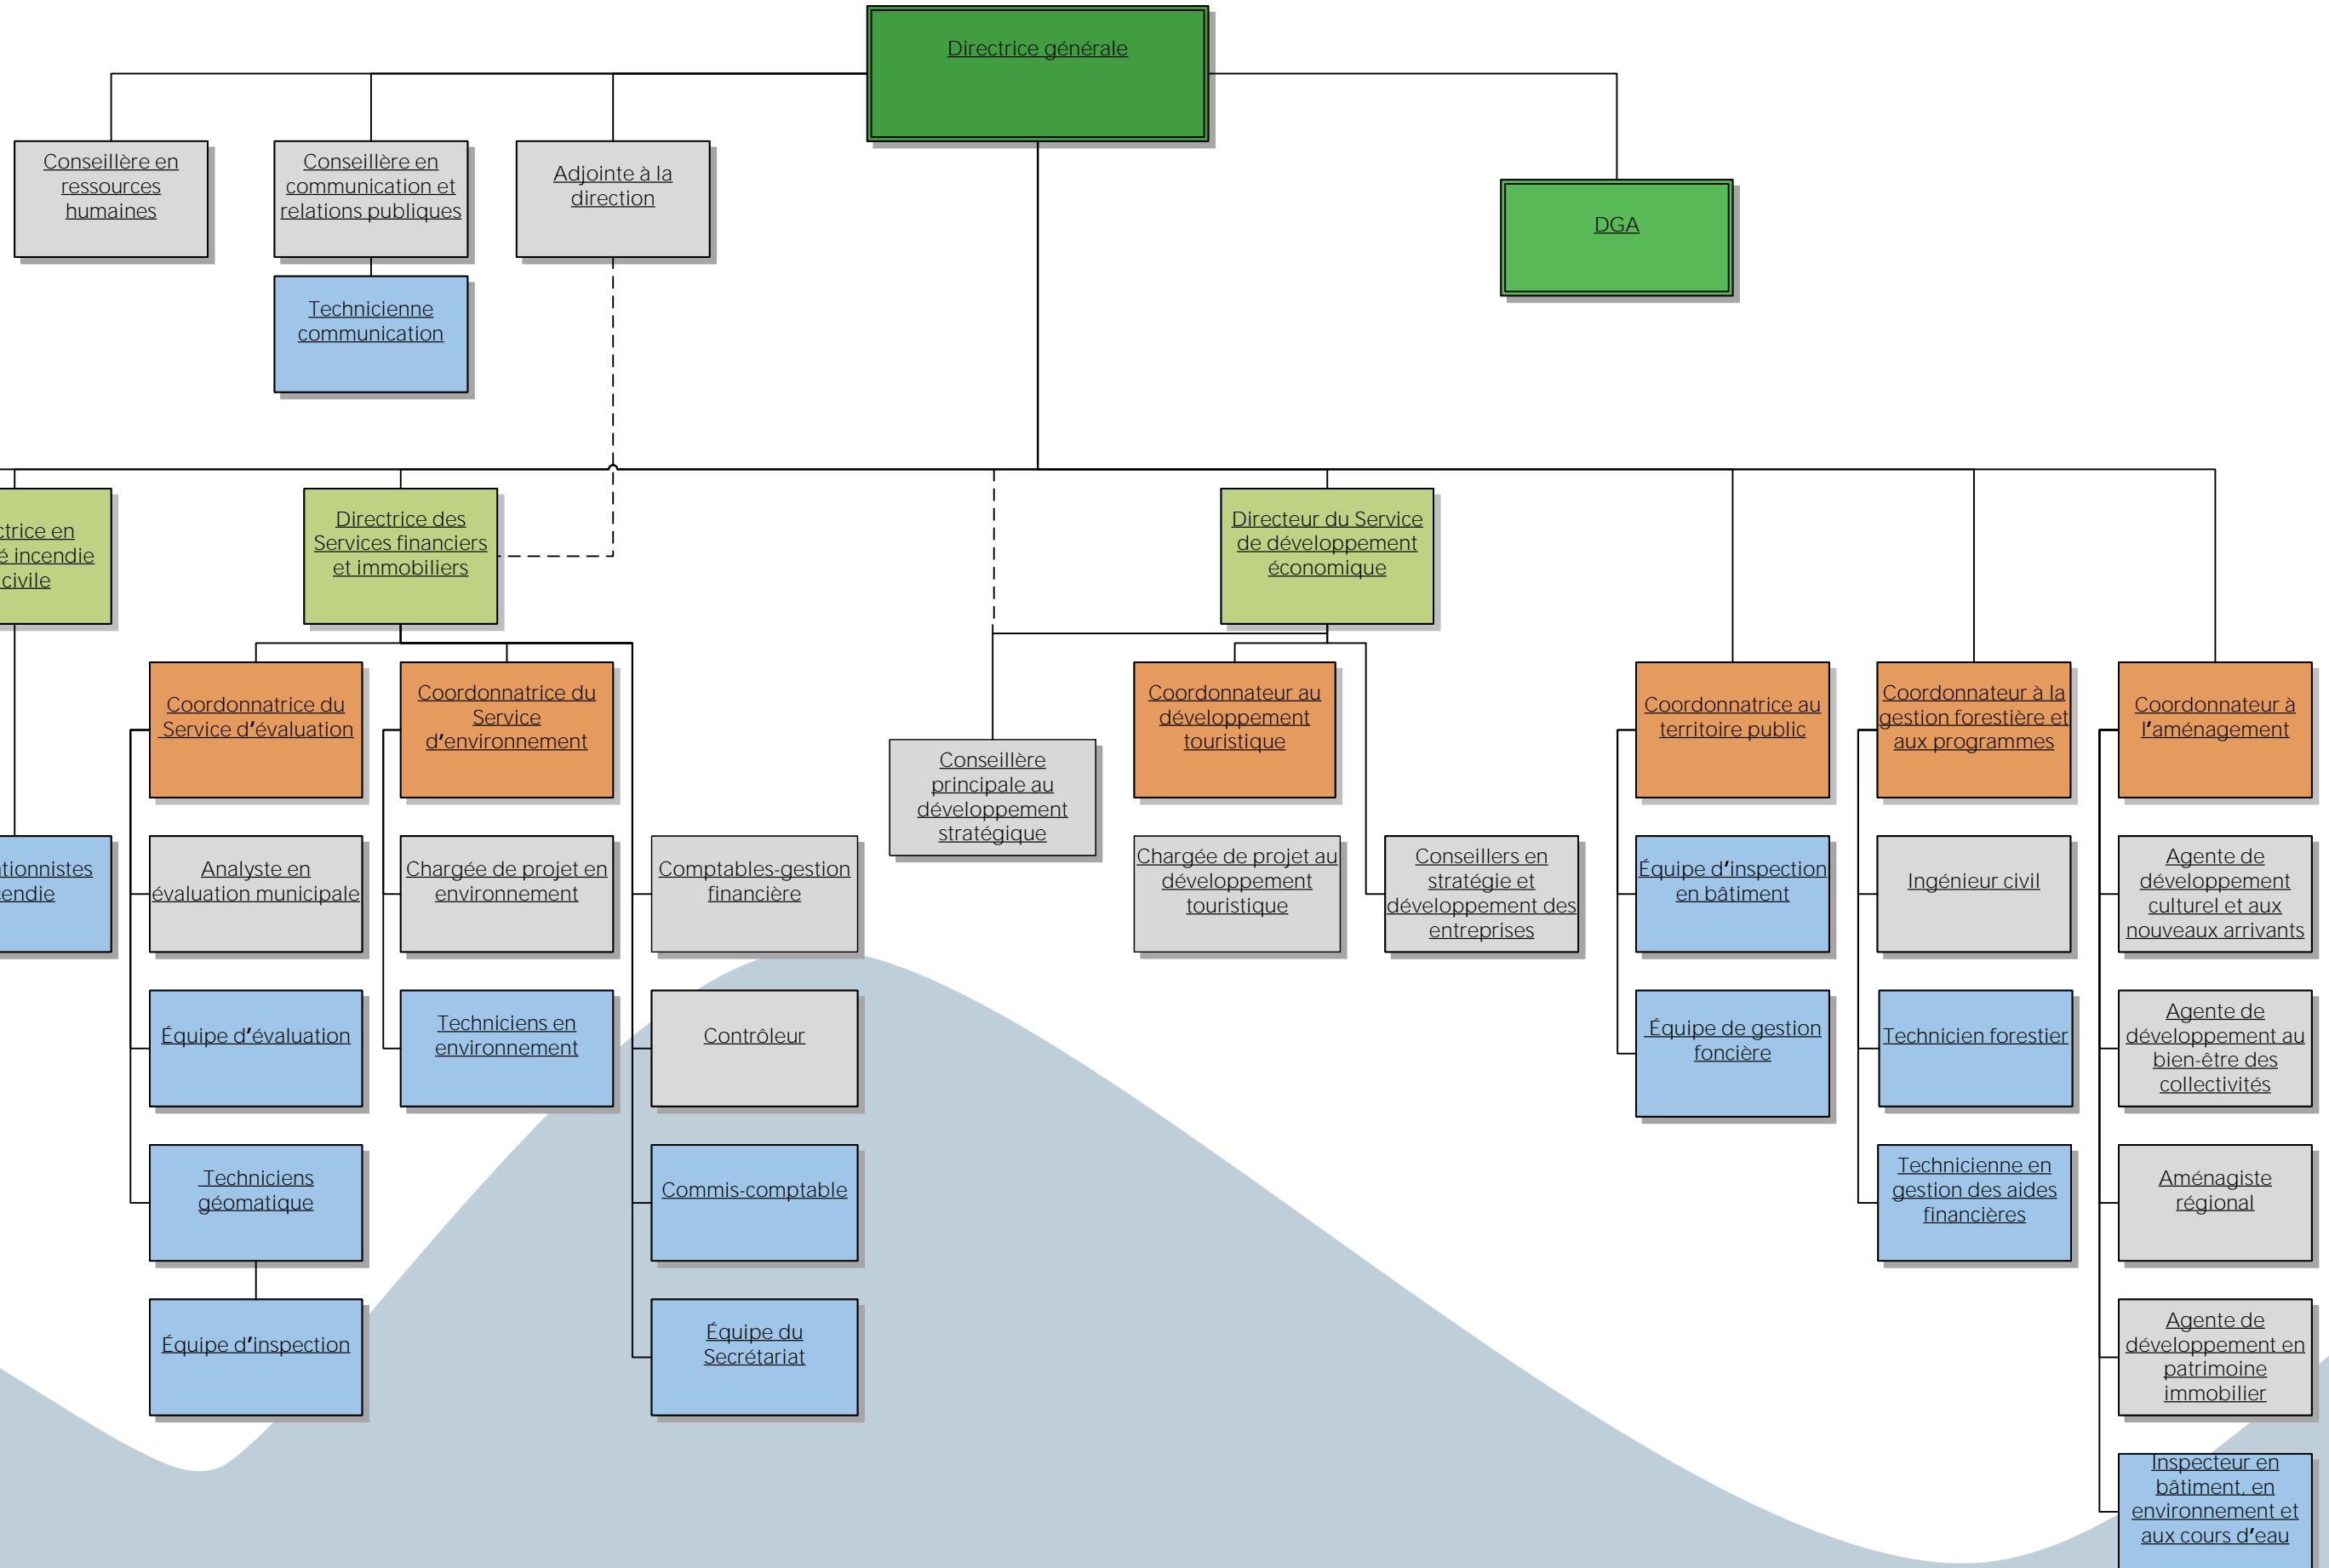 Directrice générale
Conseillère en
ressources
humaines
Conseillère en
communication et
relations publiques
Adjointe à la
direction
DGA
Technicienne
communication
en
incendie
civile
Directrice des
Services financiers
et immobiliers
Directeur du Service
de développement
économique
Coordonnatrice du
Service d'évaluation
Coordonnatrice du
Service
d'environnement
Conseillère
principale au
développement
stratégique
Coordonnateur au
développement
touristique
Coordonnatrice au
territoire public
Coordonnateur à la
gestion forestière et
aux programmes
Coordonnateur à
l'aménagement
Analyste en
évaluation municipale
Chargée de projet en
environnement
Comptables-gestion
financière
Chargée de projet au
développement
touristique
Conseillers en
stratégie et
développement des
entreprises
Équipe d'inspection
en bâtiment
Ingénieur civil
Agente de
développement
culturel et aux
nouveaux arrivants
Équipe d'évaluation
Techniciens en
environnement
Contrôleur
Équipe de gestion
foncière
Technicien forestier
Agente de
développement au
bien-être des
collectivités
Techniciens
géomatique
Commis-comptable
Technicienne en
gestion des aides
financières
Aménagiste
régional
Équipe d'inspection
Équipe du
Secrétariat
Agente de
développement en
patrimoine
immobilier
Inspecteur en
bâtiment, en
environnement et
aux cours d'eau